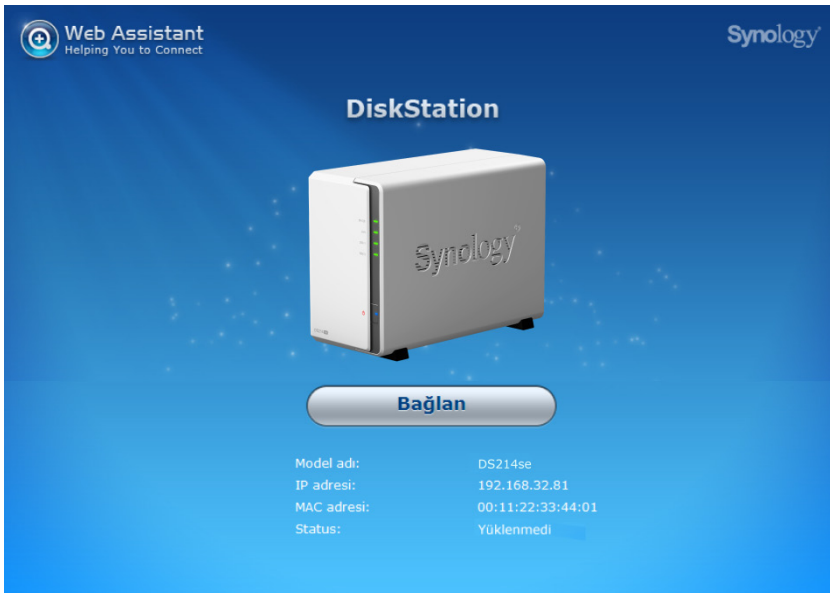 Web Assistant
Helping You to Connect
Synology
DiskStation
Synology
Bağlan
Model adı: DS214se
IP adresi: 192.168.32.81
MAC adresi: 00:11:22:33:44:01
Status: Yüklenmedi